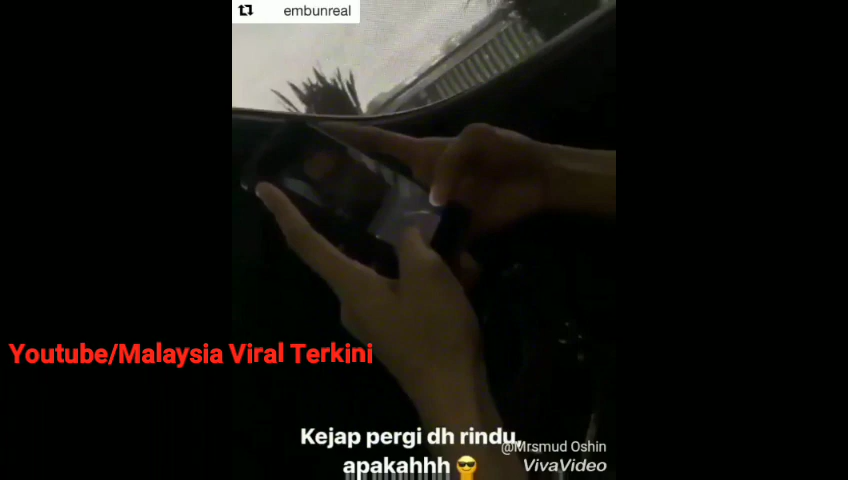 embunreal
Youtube/Malaysia Viral Terkini
Kejap pergi dh rindu,
apakahhh 😎
@Mrsmud Oshin
VivaVideo